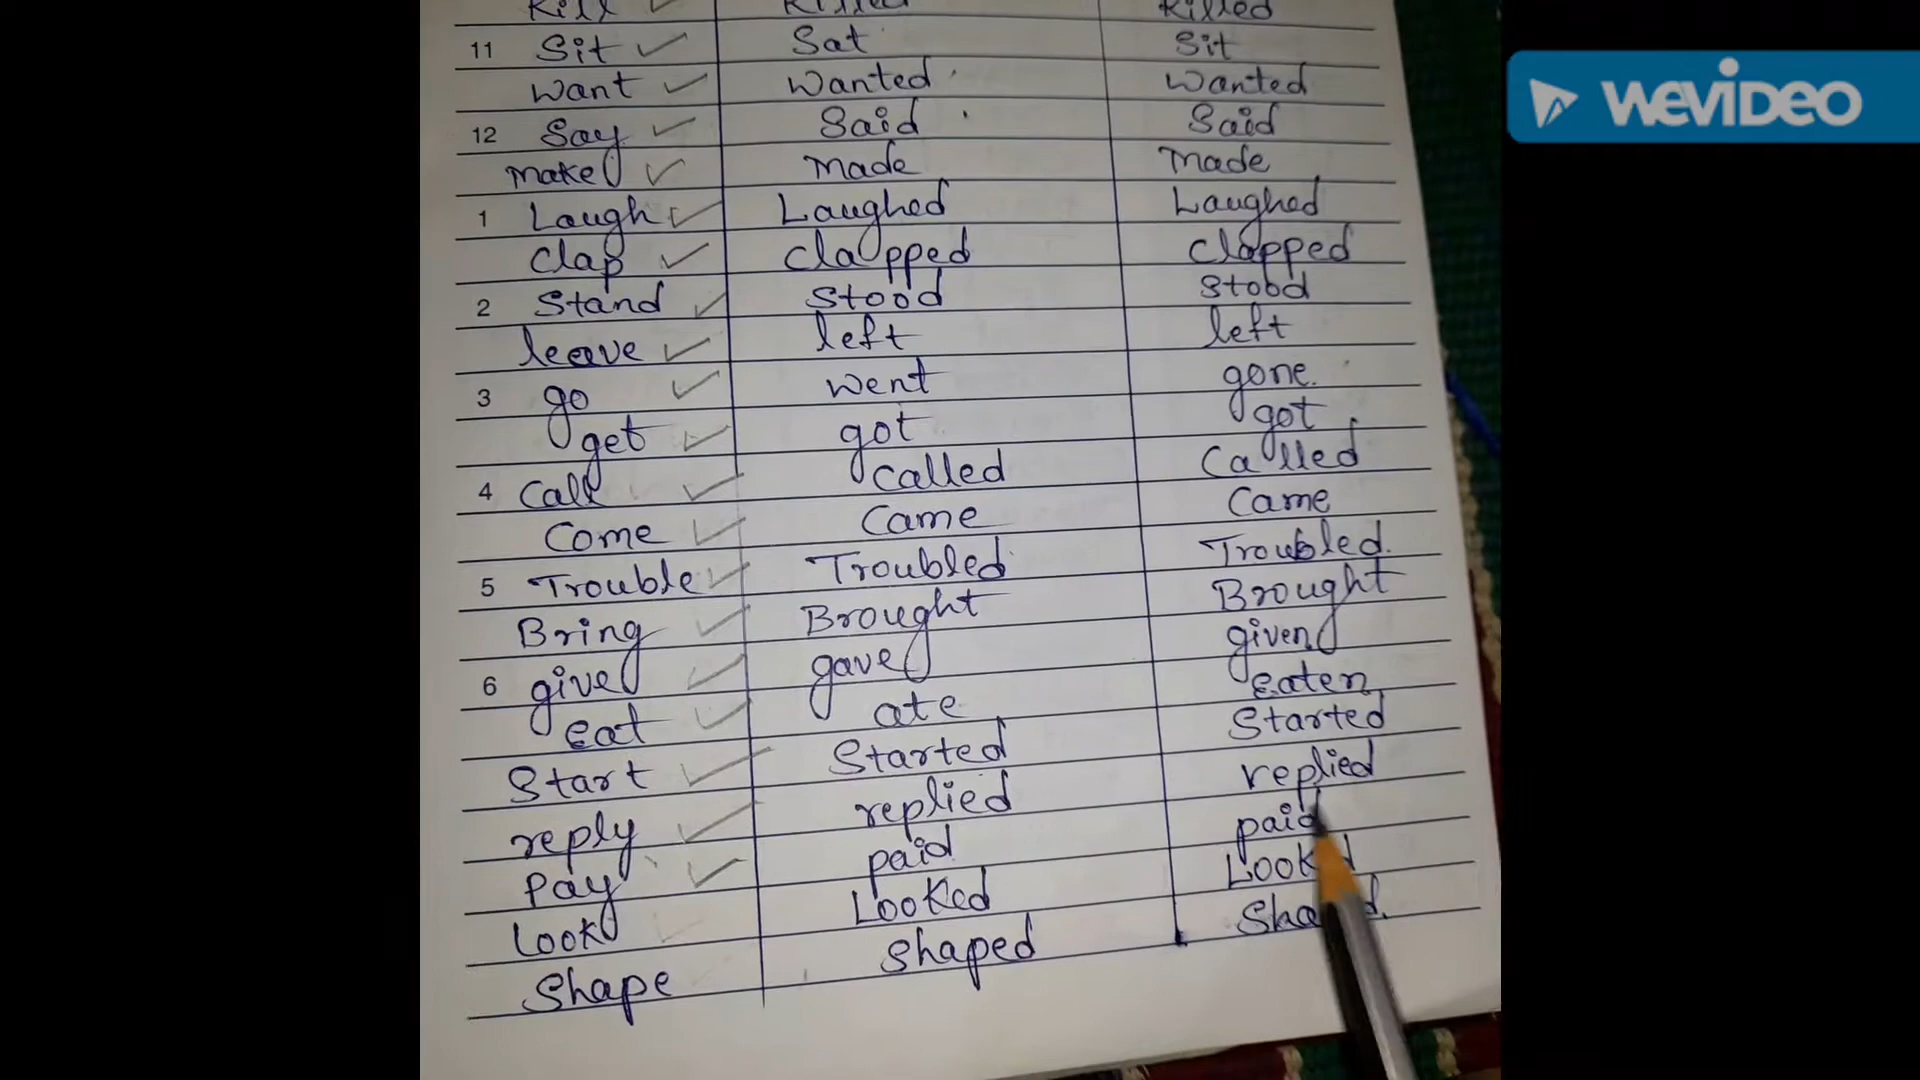 Kill Killed Killed
11 Sit Sat Sit
Want Wanted Wanted
12 Say Said Said
Make Made Made
1 Laugh Laughed Laughed
Clap Clapped Clapped
2 Stand Stood Stood
leave left left
3 go went gone.
get got got
4 Call Called Called
Come Came Came
5 Trouble Troubled Troubled.
Bring Brought Brought
6 give gave given
eat ate eaten
Start Started Started
reply replied replied
Pay paid paid
Look Looked
Shape Shaped
WEVIDEO